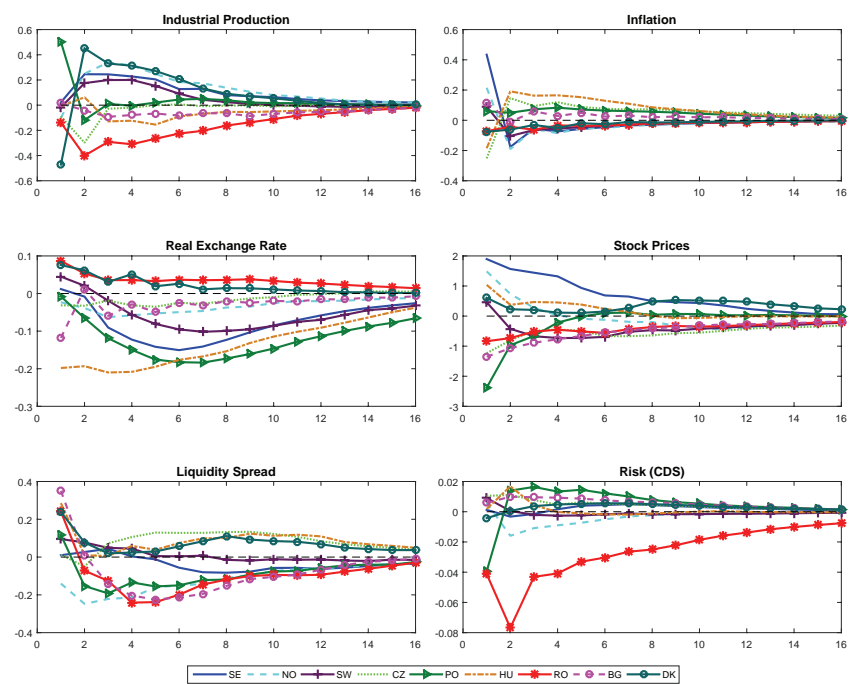 Industrial Production
0.6
0.4
0.2
0
-0.2
-0.4
-0.6
0 2 4 6 8 10 12 14 16
Inflation
0.6
0.4
0.2
0
-0.2
-0.4
0 2 4 6 8 10 12 14 16
Real Exchange Rate
0.1
0
-0.1
-0.2
-0.3
0 2 4 6 8 10 12 14 16
Stock Prices
2
1
0
-1
-2
-3
0 2 4 6 8 10 12 14 16
Liquidity Spread
0.4
0.2
0
-0.2
-0.4
0 2 4 6 8 10 12 14 16
Risk (CDS)
0.02
0
-0.02
-0.04
-0.06
-0.08
0 2 4 6 8 10 12 14 16
SE NO SW CZ PO HU RO BG DK